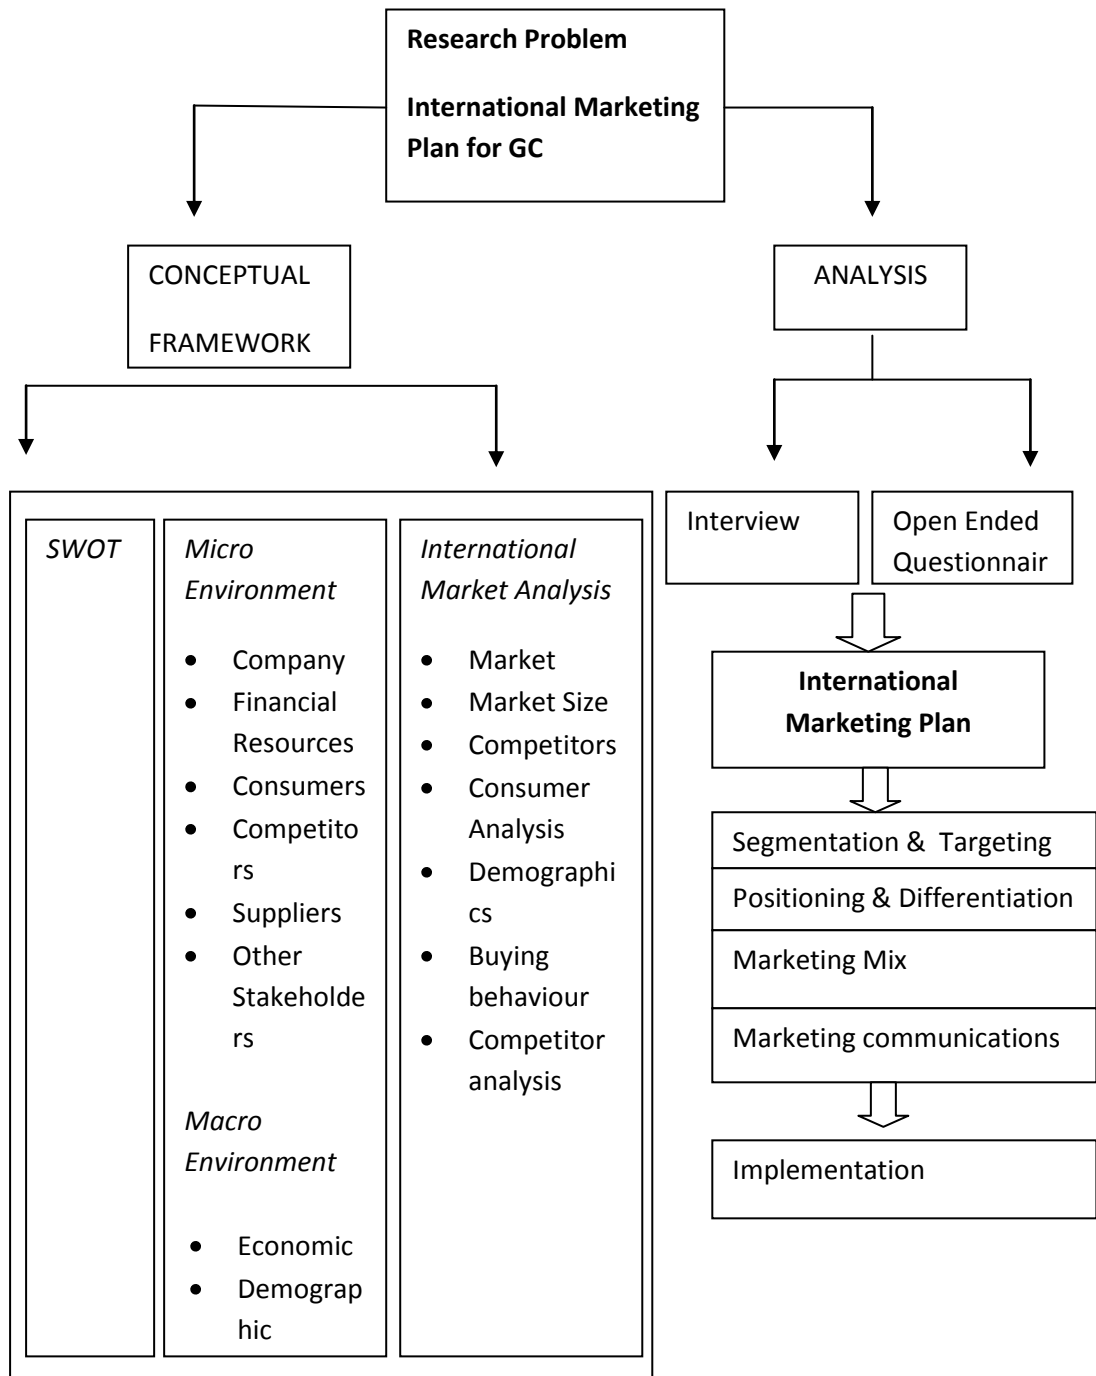 Research Problem
International Marketing
Plan for GC
CONCEPTUAL
FRAMEWORK
ANALYSIS
SWOT
Micro
Environment
• Company
• Financial
Resources
• Consumers
• Competito
rs
• Suppliers
• Other
Stakeholde
rs
Macro
Environment
• Economic
• Demograp
hic
International
Market Analysis
• Market
• Market Size
• Competitors
• Consumer
Analysis
• Demographi
cs
• Buying
behaviour
• Competitor
analysis
Interview
Open Ended
Questionnair
International
Marketing Plan
Segmentation & Targeting
Positioning & Differentiation
Marketing Mix
Marketing communications
Implementation